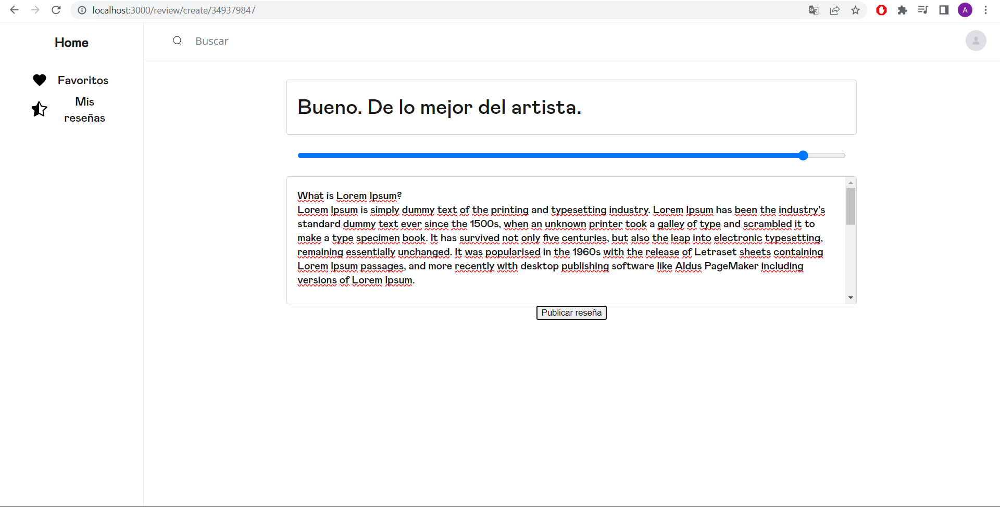 localhost:3000/review/create/349379847
A
Home
Buscar
Favoritos
Mis
reseñas
Bueno. De lo mejor del artista.
What is Lorem Ipsum?
Lorem Ipsum is simply dummy text of the printing and typesetting industry. Lorem Ipsum has been the industry's
standard dummy text ever since the 1500s, when an unknown printer took a galley of type and scrambled it to
make a type specimen book. It has survived not only five centuries, but also the leap into electronic typesetting,
remaining essentially unchanged. It was popularised in the 1960s with the release of Letraset sheets containing
Lorem Ipsum passages, and more recently with desktop publishing software like Aldus PageMaker including
versions of Lorem Ipsum.
Publicar reseña